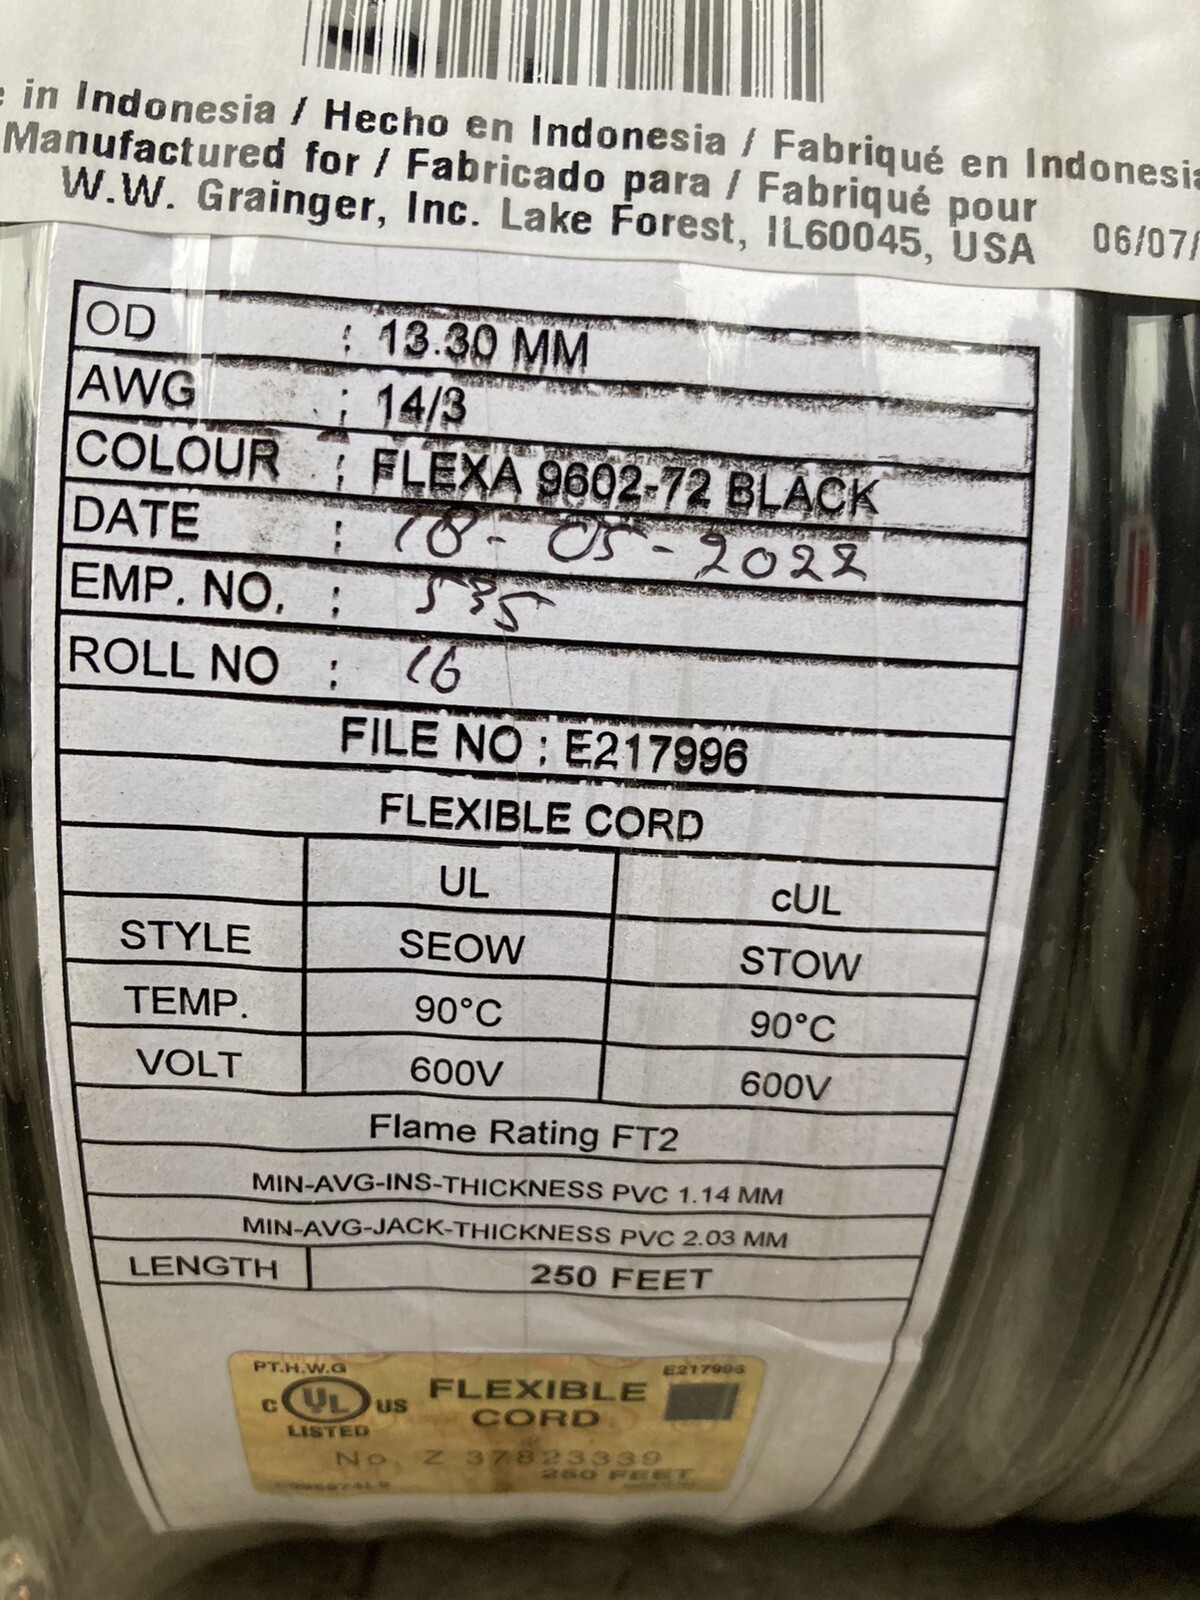 in Indonesia / Hecho en Indonesia / Fabriqué en Indonesia
Manufactured for / Fabricado para / Fabriqué pour
W.W. Grainger, Inc. Lake Forest, IL60045, USA 06/07/
OD : 13.30 MM
AWG : 14/3
COLOUR : FLEXA 9602-72 BLACK
DATE : 18-05-2022
EMP. NO. : 535
ROLL NO : 16
FILE NO : E217996
FLEXIBLE CORD
UL cUL
STYLE SEOW STOW
TEMP. 90°C 90°C
VOLT 600V 600V
Flame Rating FT2
MIN-AVG-INS-THICKNESS PVC 1.14 MM
MIN-AVG-JACK-THICKNESS PVC 2.03 MM
LENGTH 250 FEET
PT.H.W.G E217996
C UL US FLEXIBLE
LISTED CORD
No. Z 37823339
250 FEET